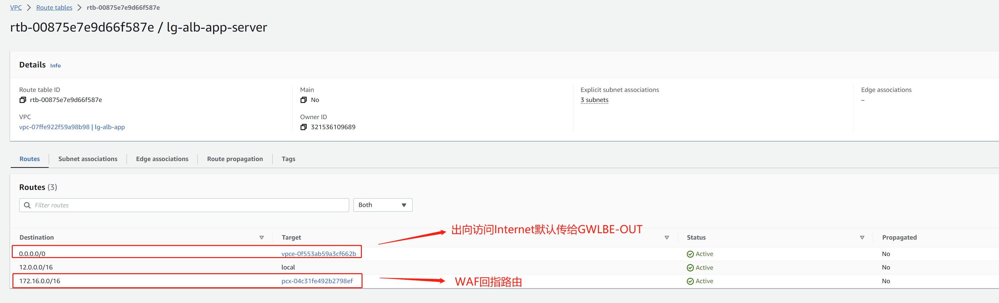 VPC > Route tables > rtb-00875e7e9d66f587e
rtb-00875e7e9d66f587e / lg-alb-app-server
Details Info
Route table ID
rtb-00875e7e9d66f587e
Main
No
Explicit subnet associations
3 subnets
Edge associations
–
VPC
vpc-07ffe922f59a98b98 | lg-alb-app
Owner ID
321536109689
Routes Subnet associations Edge associations Route propagation Tags
Routes (3)
Filter routes Both
出向访问Internet默认传给GWLBE-OUT
Destination Target Status Propagated
0.0.0.0/0 vpce-0f553ab59a3cf662b Active No
12.0.0.0/16 local Active No
172.16.0.0/16 pcx-04c31fe492b2798ef Active No
WAF回指路由